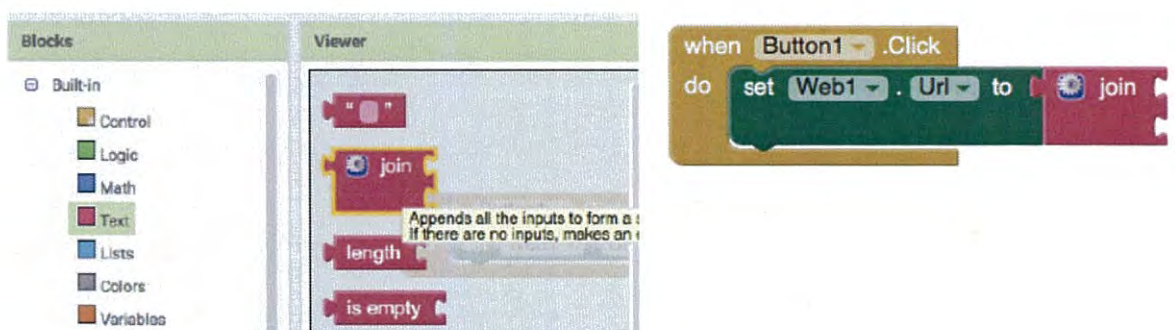 Blocks
Built-in
Control
Logic
Math
Text
Lists
Colors
Variables
Viewer
" "
join
Appends all the inputs to form a
If there are no inputs, makes an
length
is empty
when Button1 .Click
do set Web1 . Url to join